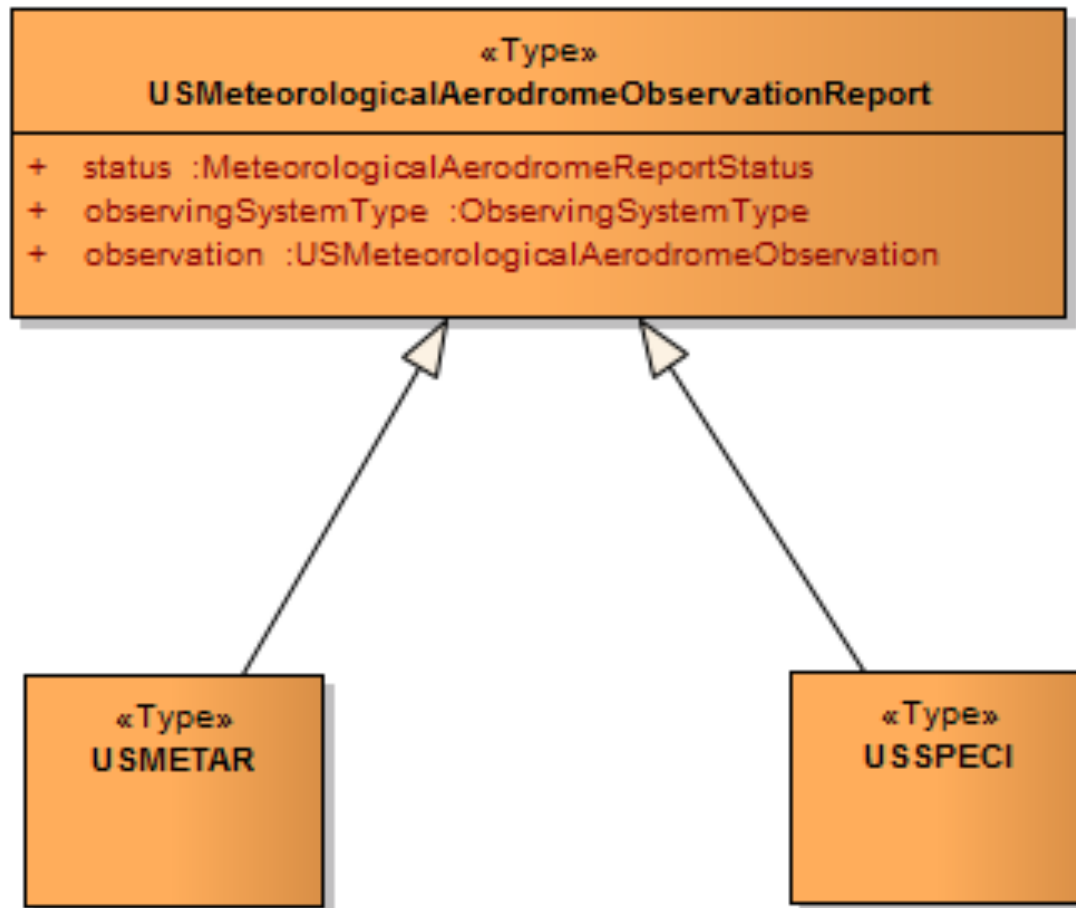 «Type»
USMeteorologicalAerodromeObservationReport
+ status :MeteorologicalAerodromeReportStatus
+ observingSystemType :ObservingSystemType
+ observation :USMeteorologicalAerodromeObservation
«Type»
USMETAR
«Type»
USSPECI